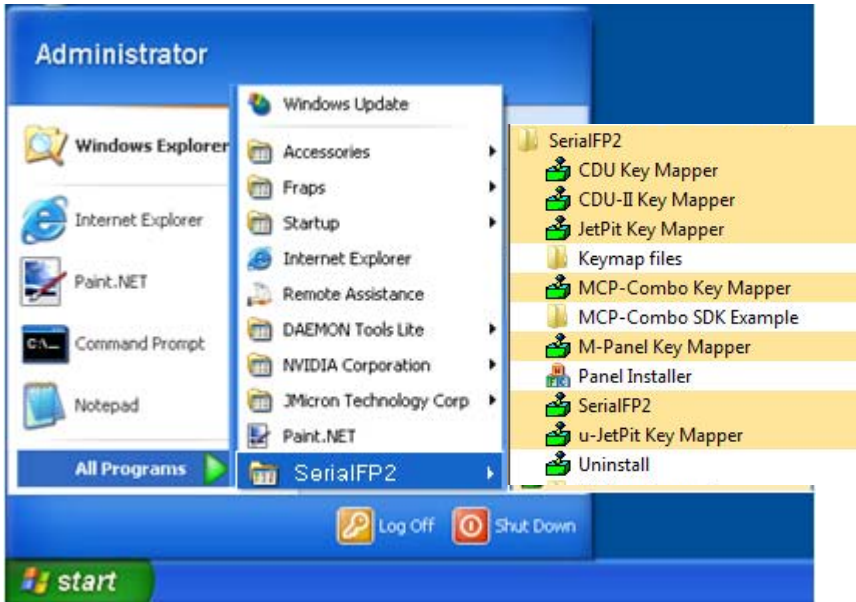 Administrator
Windows Explorer
Internet Explorer
Paint.NET
C:\_
Command Prompt
Notepad
All Programs
Windows Update
Accessories
Fraps
Startup
Internet Explorer
Remote Assistance
DAEMON Tools Lite
NVIDIA Corporation
JMicron Technology Corp
Paint.NET
SerialFP2
SerialFP2
CDU Key Mapper
CDU-II Key Mapper
JetPit Key Mapper
Keymap files
MCP-Combo Key Mapper
MCP-Combo SDK Example
M-Panel Key Mapper
Panel Installer
SerialFP2
u-JetPit Key Mapper
Uninstall
Log Off
Shut Down
start